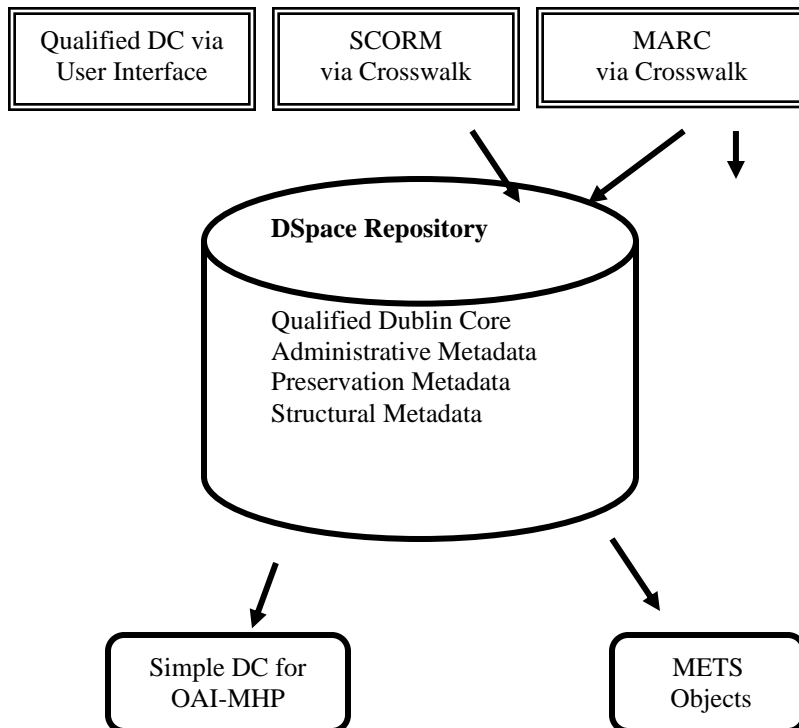 Qualified DC via
User Interface
SCORM
via Crosswalk
MARC
via Crosswalk
DSpace Repository
Qualified Dublin Core
Administrative Metadata
Preservation Metadata
Structural Metadata
Simple DC for
OAI-MHP
METS
Objects